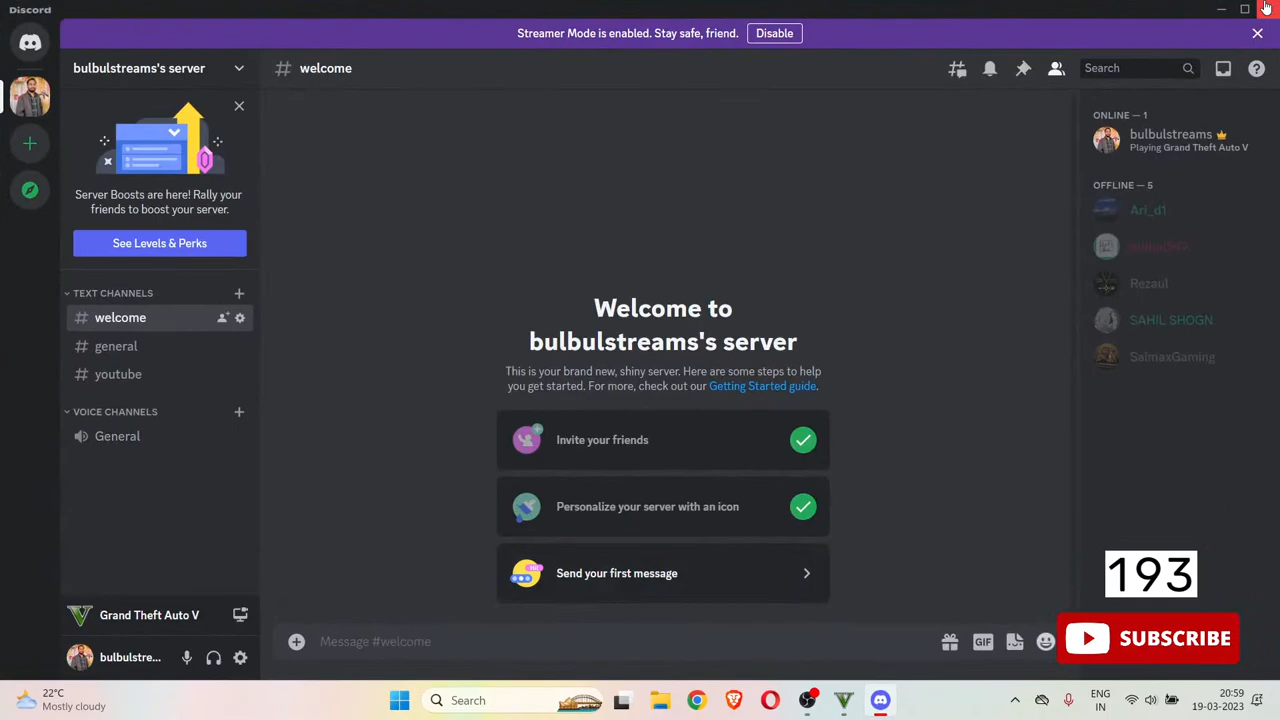 Discord
Streamer Mode is enabled. Stay safe, friend.
Disable
bulbulstreams's server
welcome
Search
Server Boosts are here! Rally your
friends to boost your server.
See Levels & Perks
TEXT CHANNELS
welcome
general
youtube
VOICE CHANNELS
General
Welcome to
bulbulstreams's server
This is your brand new, shiny server. Here are some steps to help
you get started. For more, check out our Getting Started guide.
Invite your friends
Personalize your server with an icon
Send your first message
Message #welcome
GIF
ONLINE — 1
bulbulstreams
Playing Grand Theft Auto V
OFFLINE — 5
Ari_d1
Rezaul
SAHIL SHOGN
SaimaxGaming
193
SUBSCRIBE
Grand Theft Auto V
bulbulstre...
22°C
Mostly cloudy
Search
ENG
IN
20:59
19-03-2023